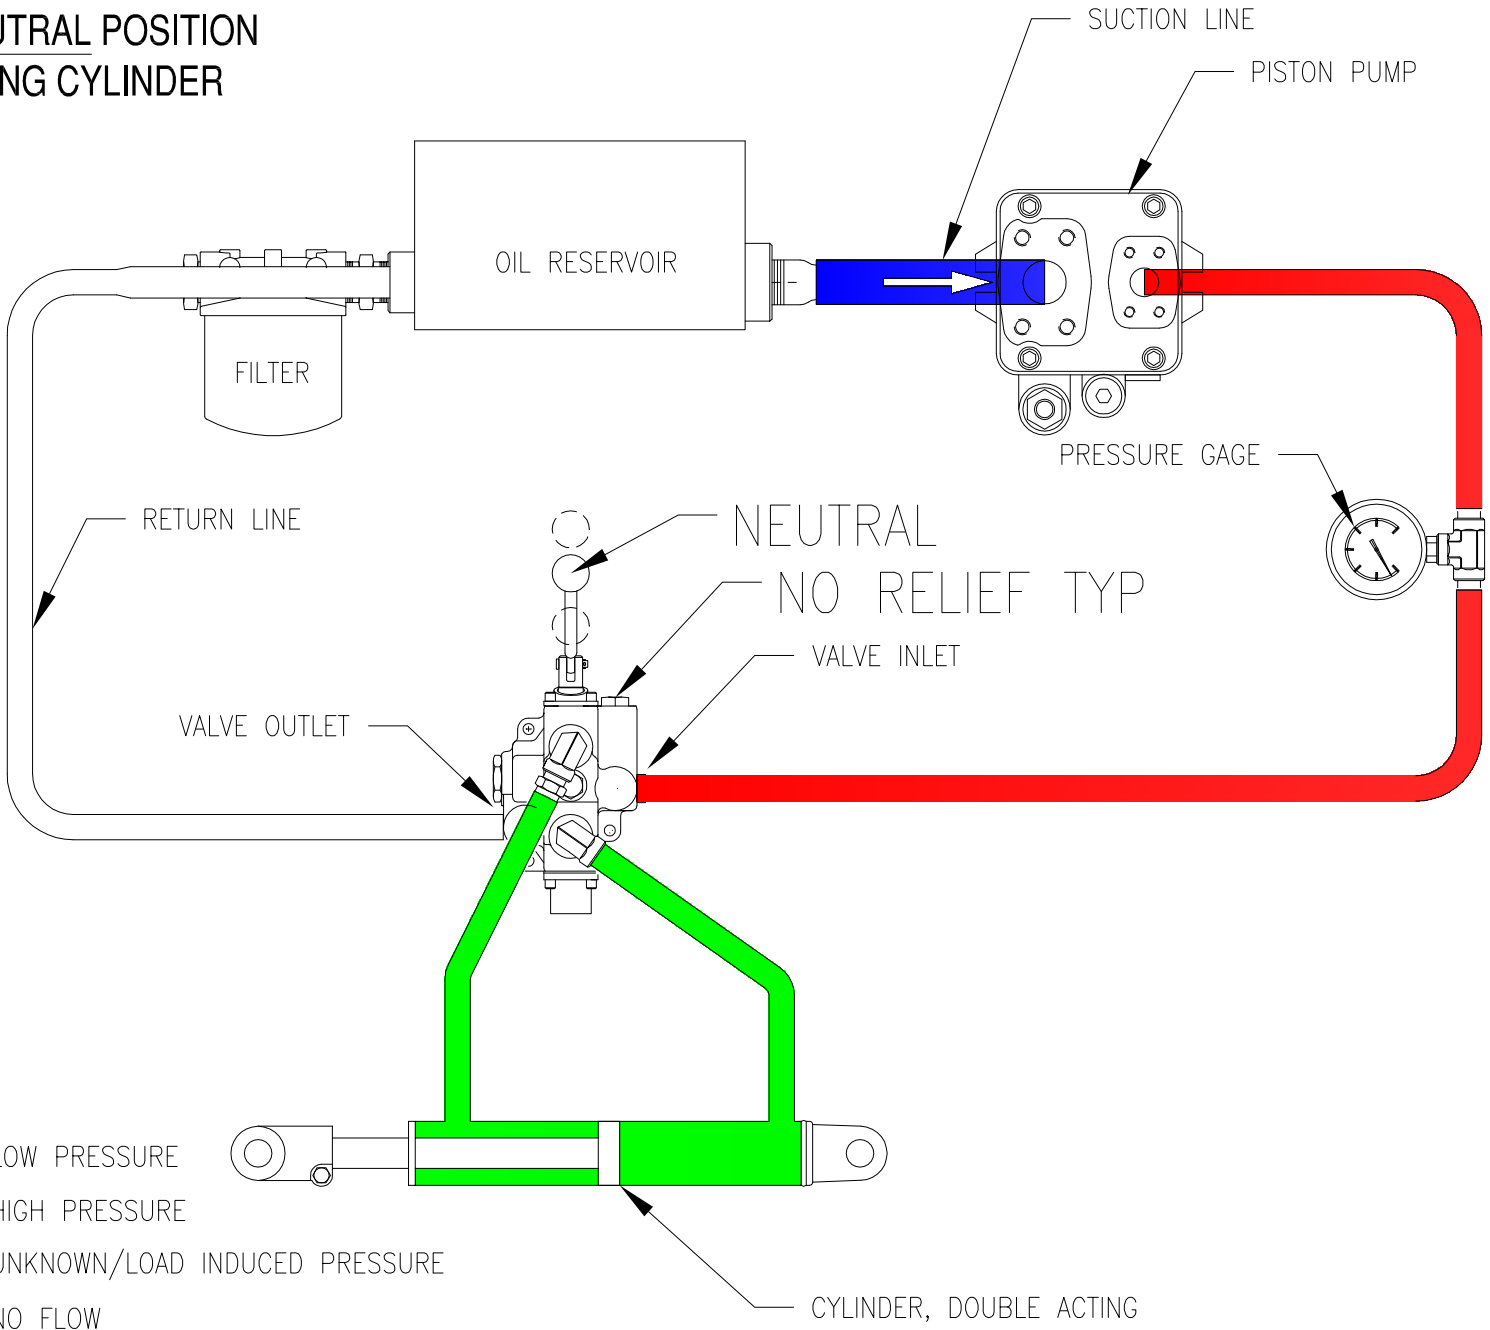 UTRAL POSITION
NG CYLINDER
SUCTION LINE
PISTON PUMP
OIL RESERVOIR
FILTER
PRESSURE GAGE
RETURN LINE
NEUTRAL
NO RELIEF TYP
VALVE INLET
VALVE OUTLET
LOW PRESSURE
HIGH PRESSURE
UNKNOWN/LOAD INDUCED PRESSURE
NO FLOW
CYLINDER, DOUBLE ACTING